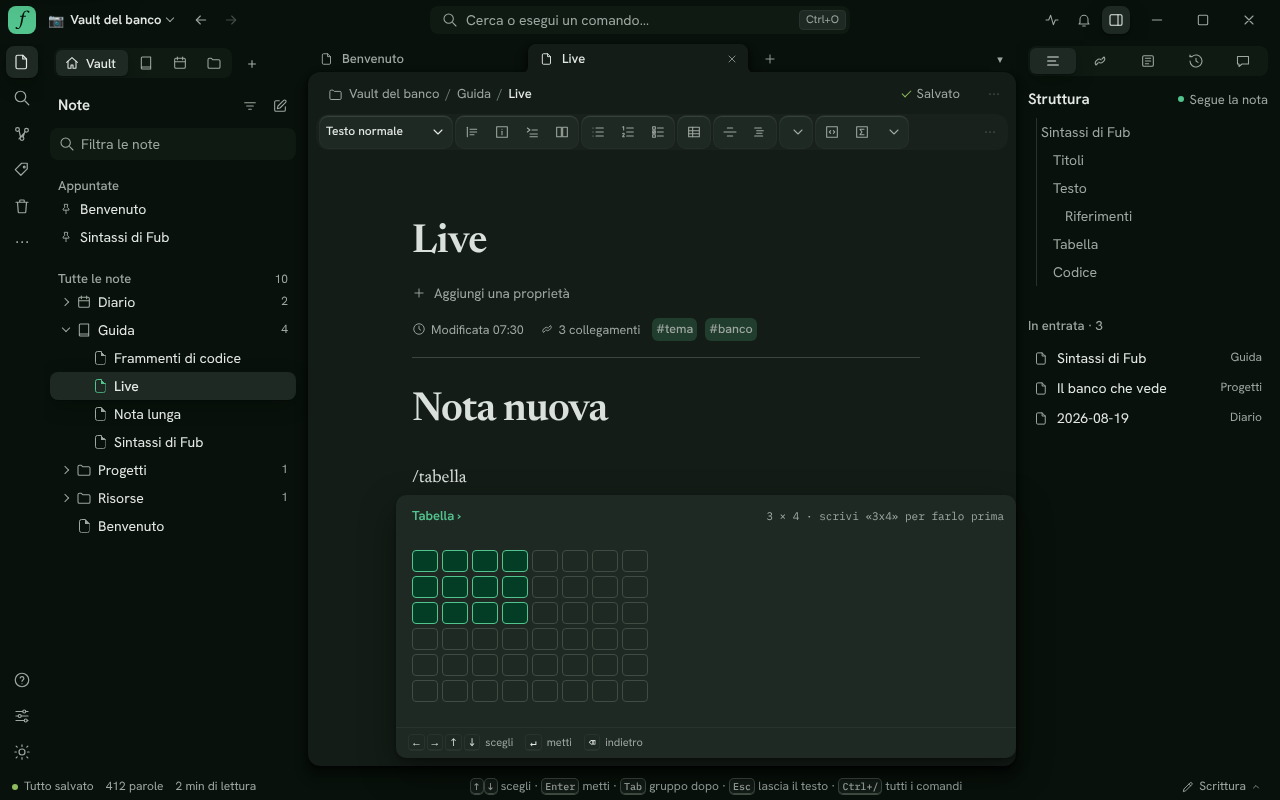 f Vault del banco
Cerca o esegui un comando...
Ctrl+O
Vault
Benvenuto
Live
Note
Vault del banco / Guida / Live
Salvato
Struttura
Segue la nota
Filtra le note
Testo normale
Sintassi di Fub
Titoli
Testo
Riferimenti
Tabella
Codice
Appuntate
Benvenuto
Sintassi di Fub
Tutte le note 10
Diario 2
Guida 4
Frammenti di codice
Live
Nota lunga
Sintassi di Fub
Progetti 1
Risorse 1
Benvenuto
Live
Aggiungi una proprietà
Modificata 07:30
3 collegamenti
#tema
#banco
Nota nuova
/tabella
Tabella ›
3 × 4 · scrivi «3x4» per farlo prima
← → ↑ ↓ scegli ↵ metti ⌫ indietro
In entrata · 3
Sintassi di Fub Guida
Il banco che vede Progetti
2026-08-19 Diario
Tutto salvato 412 parole 2 min di lettura
↑ ↓ scegli · Enter metti · Tab gruppo dopo · Esc lascia il testo · Ctrl+/ tutti i comandi
Scrittura